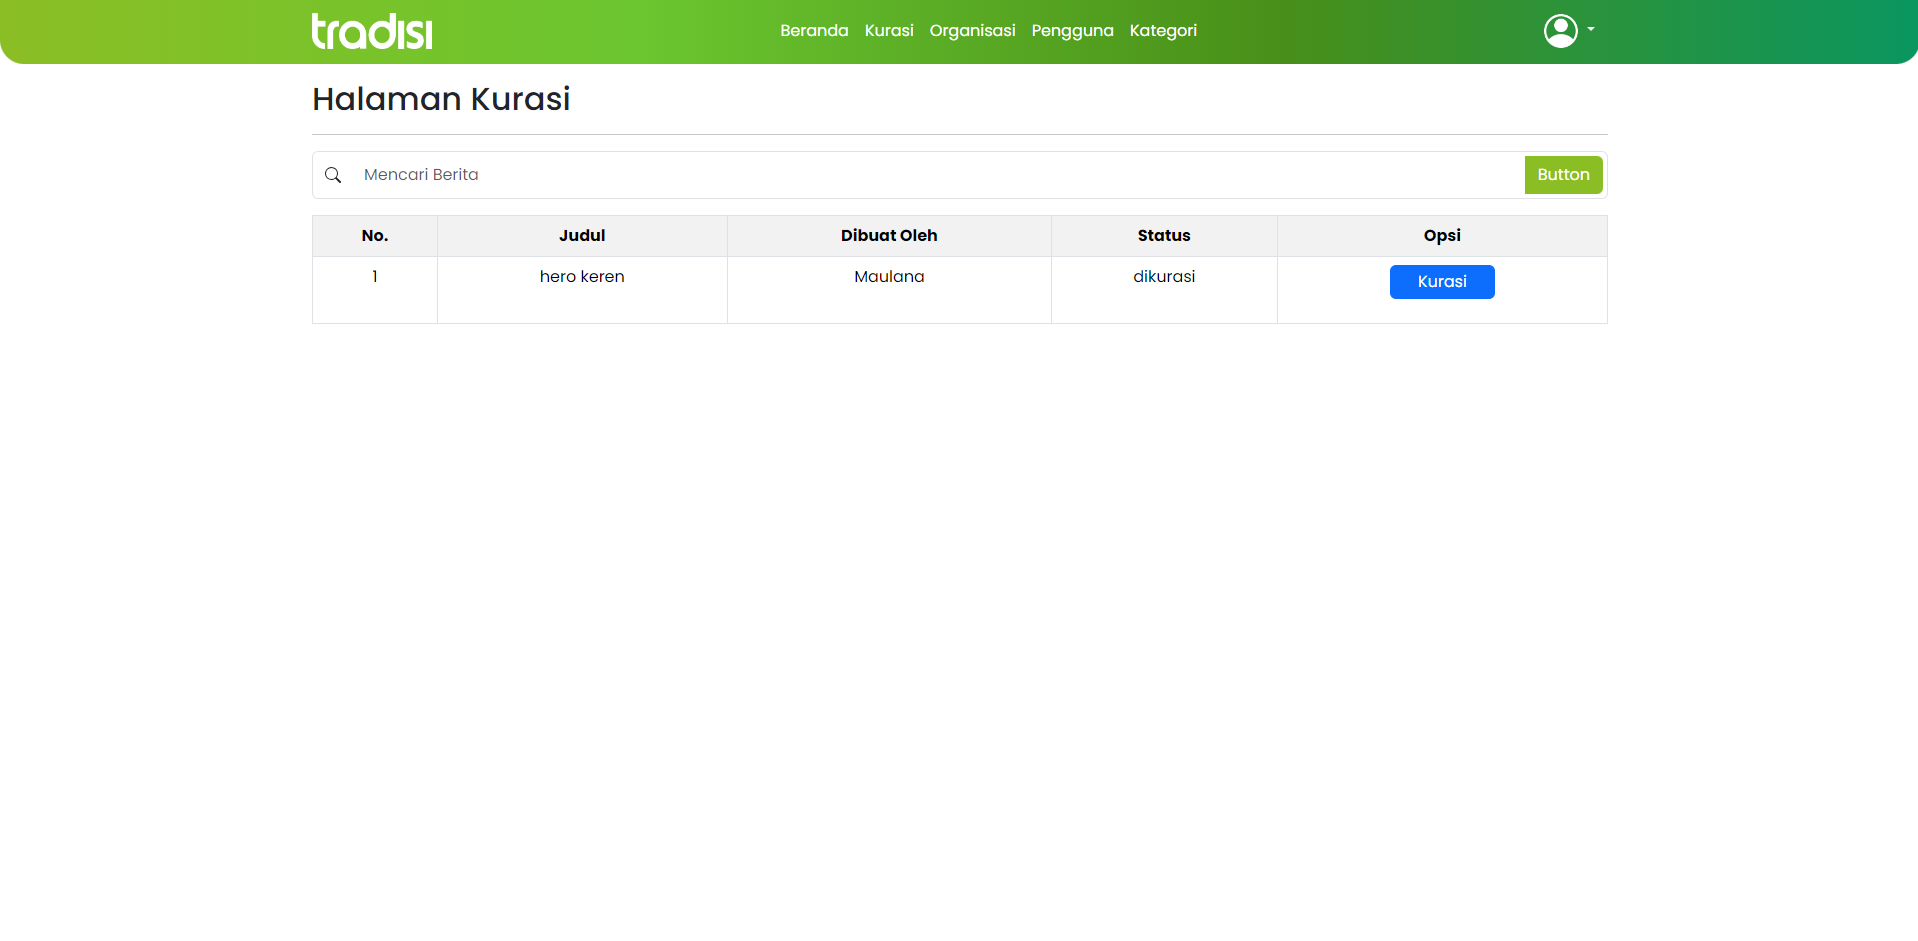 tradisi Beranda Kurasi Organisasi Pengguna Kategori
Halaman Kurasi
Mencari Berita Button
No. Judul Dibuat Oleh Status Opsi
1 hero keren Maulana dikurasi Kurasi